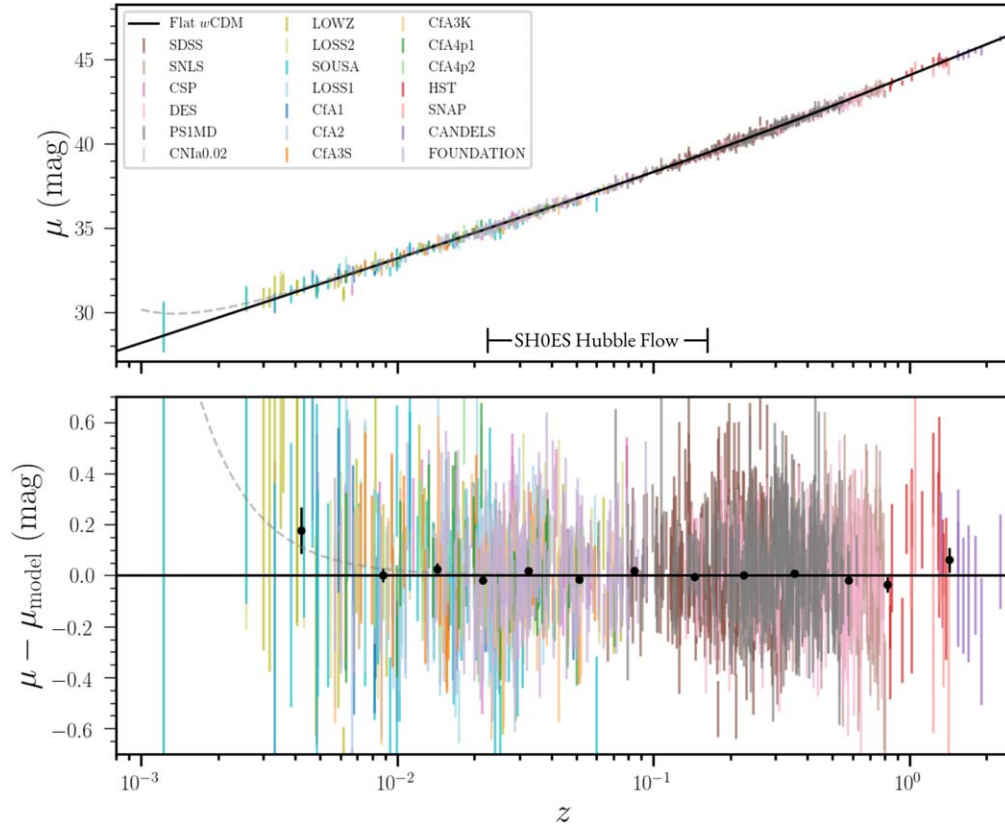 Flat wCDM
SDSS
SNLS
CSP
DES
PS1MD
CNIa0.02
LOWZ
LOSS2
SOUSA
LOSS1
CfA1
CfA2
CfA3S
CfA3K
CfA4p1
CfA4p2
HST
SNAP
CANDELS
FOUNDATION
45
40
35
30
μ (mag)
SH0ES Hubble Flow
0.6
0.4
0.2
0.0
−0.2
−0.4
−0.6
μ − μ_model (mag)
10⁻³ 10⁻² 10⁻¹ 10⁰
z